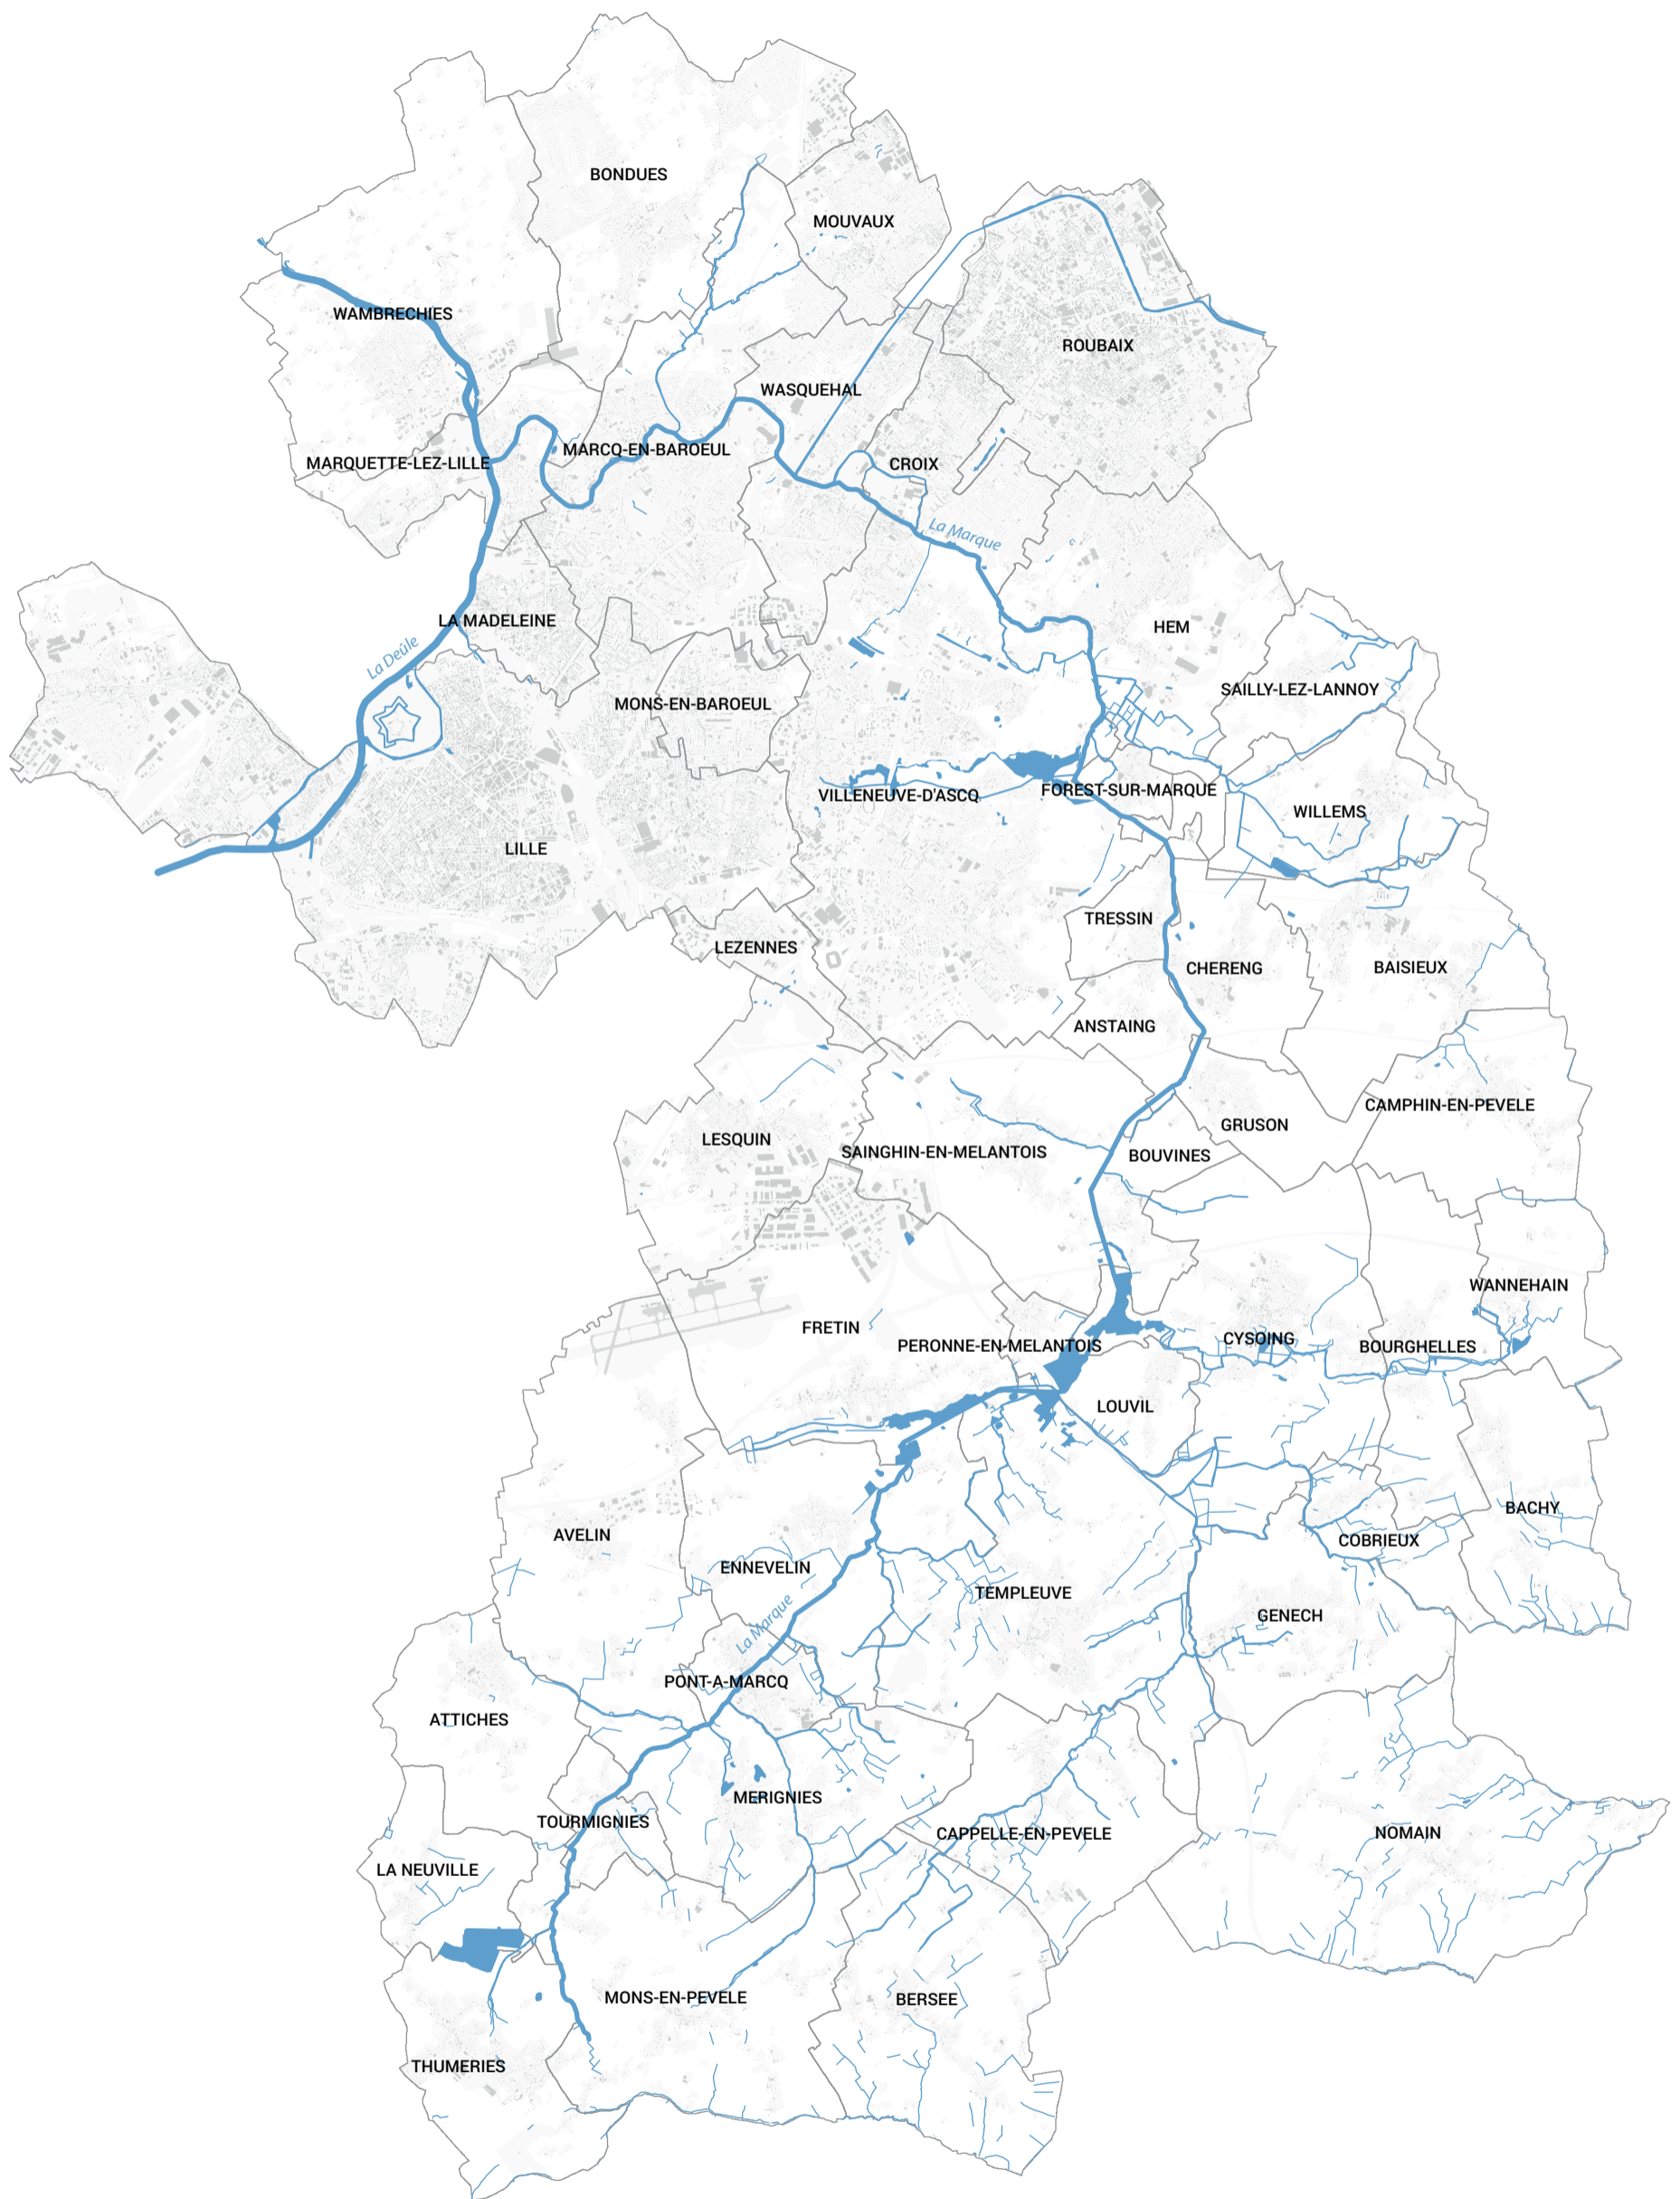 BONDUES
MOUVAUX
WAMBRECHIES
ROUBAIX
WASQUEHAL
MARCQ-EN-BAROEUL
MARQUETTE-LEZ-LILLE
CROIX
La Marque
LA MADELEINE
HEM
La Deûle
SAILLY-LEZ-LANNOY
MONS-EN-BAROEUL
FOREST-SUR-MARQUE
VILLENEUVE-D'ASCQ
WILLEMS
LILLE
TRESSIN
LEZENNES
CHERENG
BAISIEUX
ANSTAING
CAMPHIN-EN-PEVELE
GRUSON
LESQUIN
SAINGHIN-EN-MELANTOIS
BOUVINES
WANNEHAIN
FRETIN
CYSOING
PERONNE-EN-MELANTOIS
BOURGHELLES
LOUVIL
BACHY
AVELIN
COBRIEUX
ENNEVELIN
TEMPLEUVE
GENECH
La Marque
PONT-A-MARCQ
ATTICHES
MERIGNIES
TOURMIGNIES
CAPPELLE-EN-PEVELE
NOMAIN
LA NEUVILLE
MONS-EN-PEVELE
BERSEE
THUMERIES